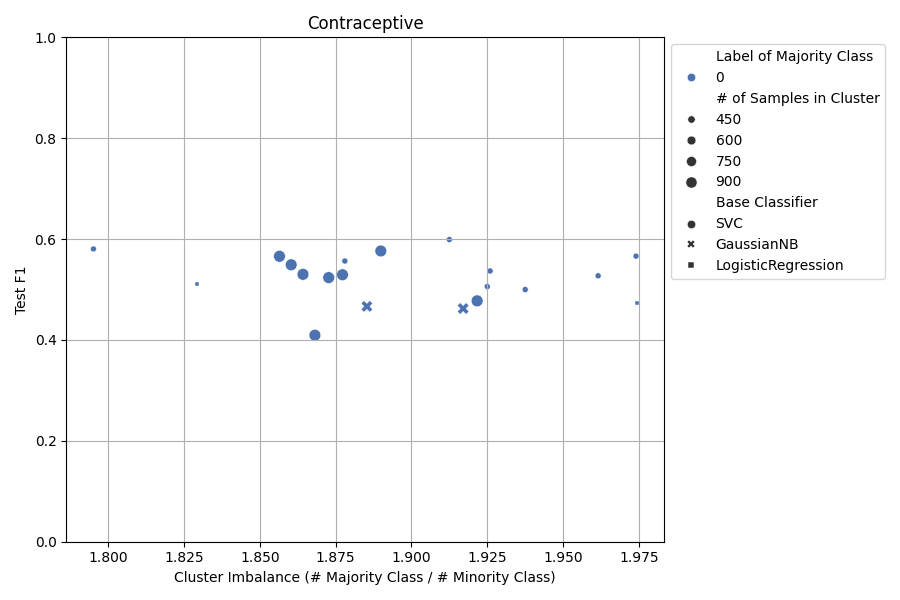 Contraceptive
1.0
0.8
0.6
0.4
0.2
0.0
Test F1
1.800 1.825 1.850 1.875 1.900 1.925 1.950 1.975
Cluster Imbalance (# Majority Class / # Minority Class)
Label of Majority Class
0
# of Samples in Cluster
450
600
750
900
Base Classifier
SVC
GaussianNB
LogisticRegression